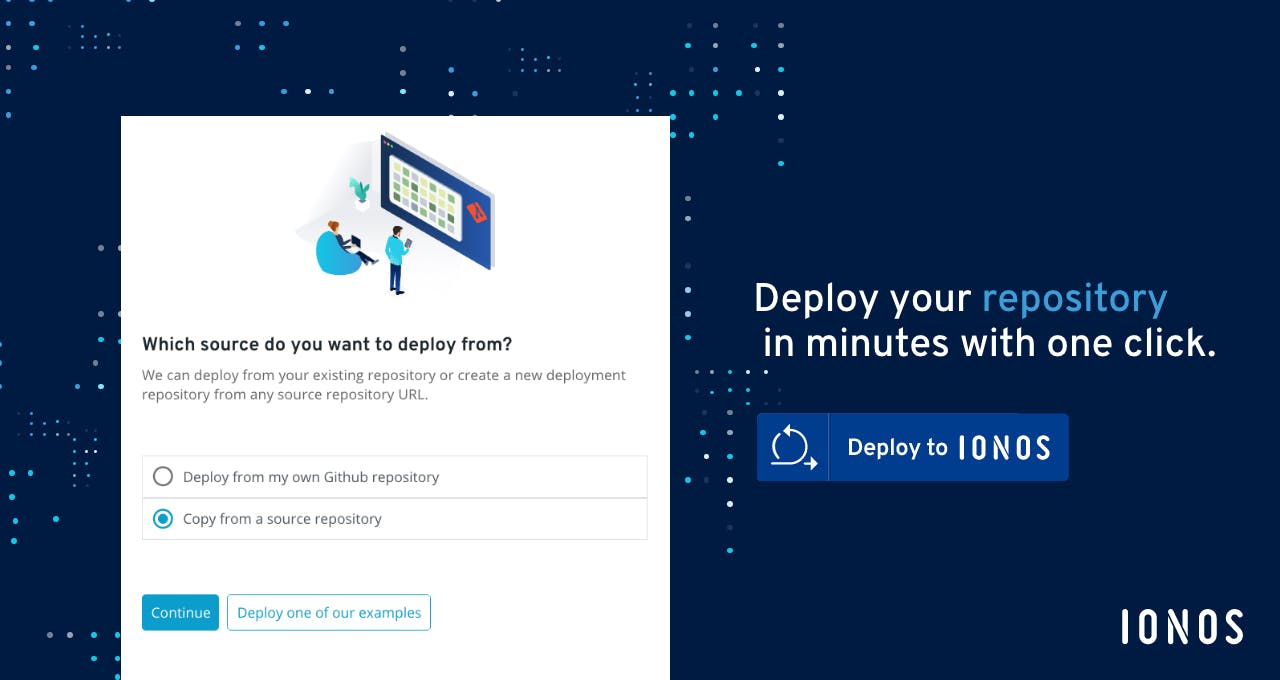 Which source do you want to deploy from?
We can deploy from your existing repository or create a new deployment
repository from any source repository URL.
Deploy from my own Github repository
Copy from a source repository
Continue
Deploy one of our examples
Deploy your repository
in minutes with one click.
Deploy to IONOS
IONOS